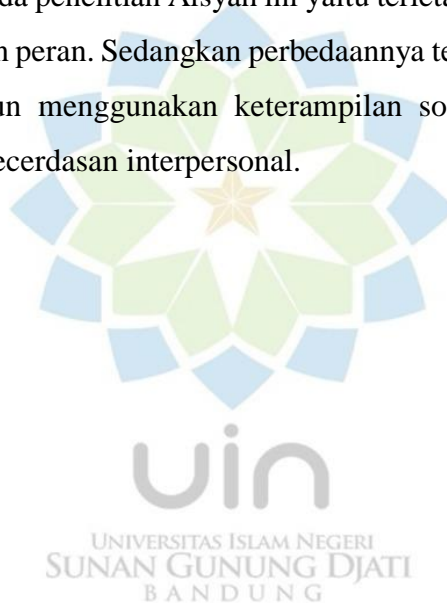 da penelitian Aisyah ini yaitu terleta
n peran. Sedangkan perbedaannya te
un menggunakan keterampilan so
ecerdasan interpersonal.
uin
UNIVERSITAS ISLAM NEGERI
SUNAN GUNUNG DJATI
BANDUNG